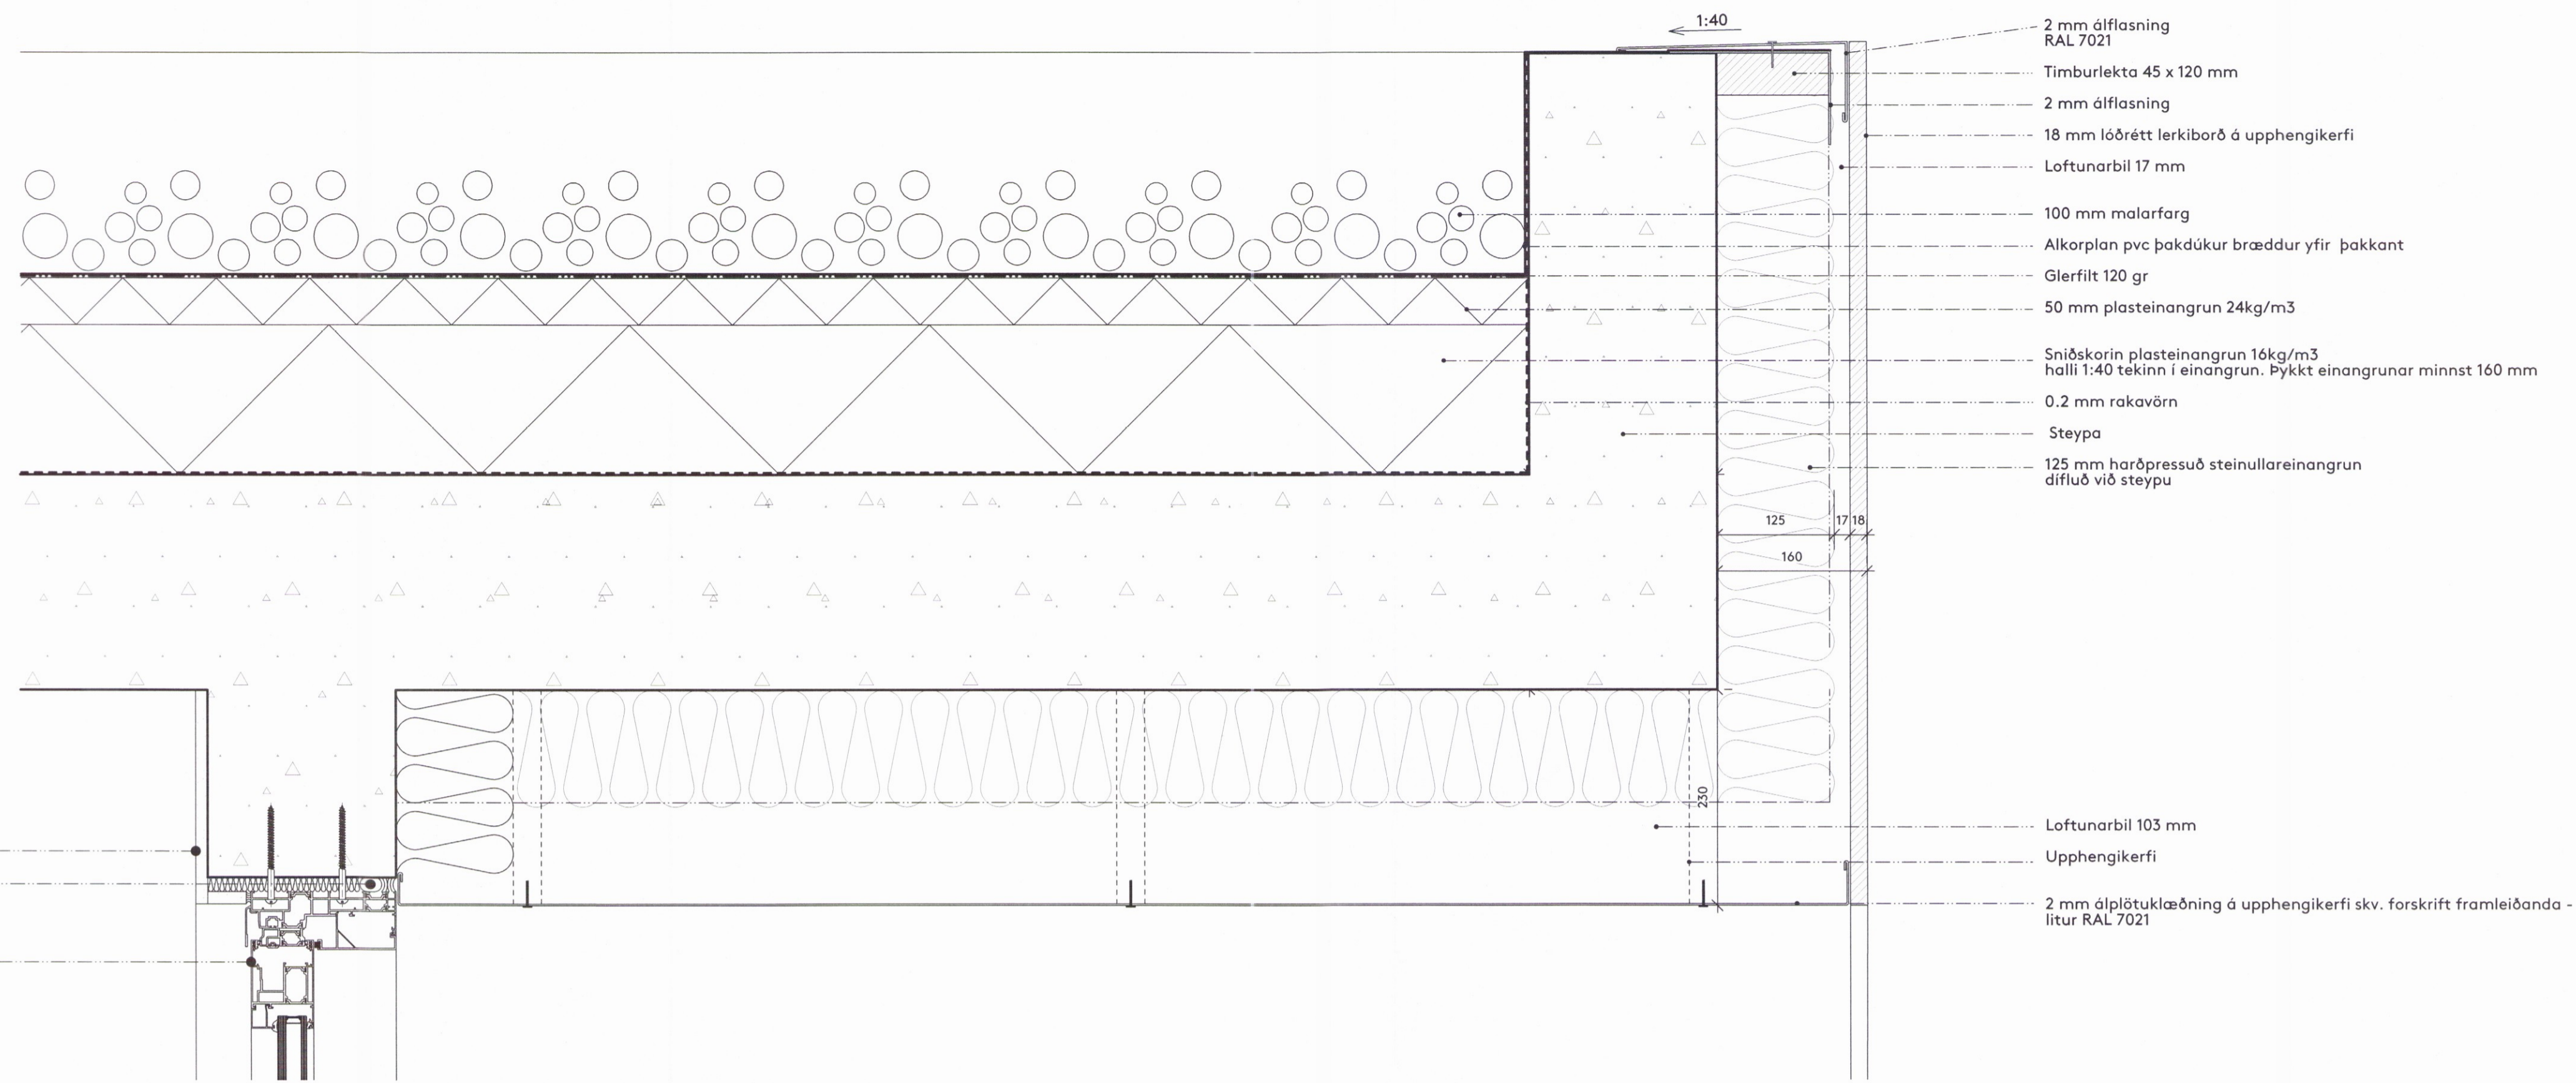 1:40
2 mm álflasning
RAL 7021
Timburlekta 45 x 120 mm
2 mm álflasning
18 mm lóðrétt lerkiborð á upphengikerfi
Loftunarbil 17 mm
100 mm malarfarg
Alkorplan pvc þakdúkur bræddur yfir þakkant
Glerfilt 120 gr
50 mm plasteinangrun 24kg/m3
Sniðskorin plasteinangrun 16kg/m3
halli 1:40 tekinn í einangrun. Þykkt einangrunar minnst 160 mm
0.2 mm rakavörn
Steypa
125 mm harðpressuð steinullareinangrun
dífluð við steypu
125 17 18
160
230
Loftunarbil 103 mm
Upphengikerfi
2 mm álplötuklæðning á upphengikerfi skv. forskrift framleiðanda -
litur RAL 7021